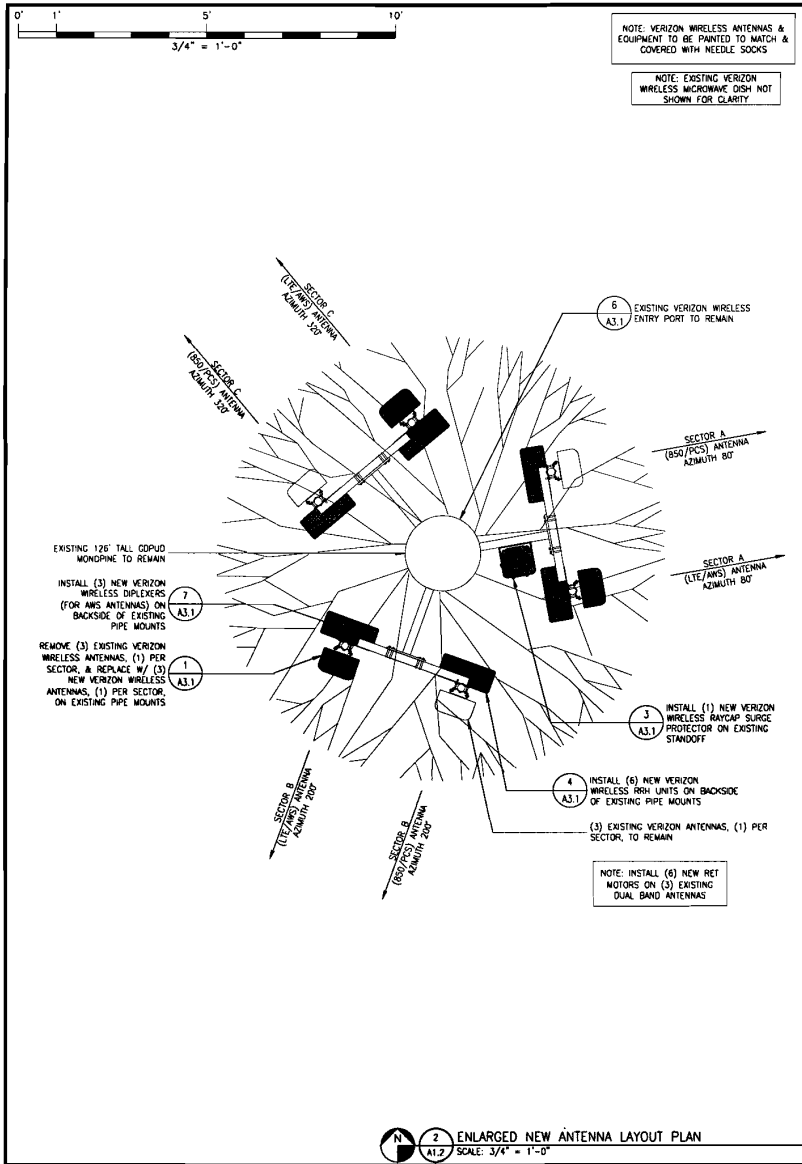 0' 1' 5' 10'
3/4" = 1'-0"
NOTE: VERIZON WIRELESS ANTENNAS &
EQUIPMENT TO BE PAINTED TO MATCH &
COVERED WITH NEEDLE SOCKS
NOTE: EXISTING VERIZON
WIRELESS MICROWAVE DISH NOT
SHOWN FOR CLARITY
SECTOR C
(LTE/AWS) ANTENNA
AZIMUTH 320°
6
A3.1
EXISTING VERIZON WIRELESS
ENTRY PORT TO REMAIN
SECTOR C
(850/PCS) ANTENNA
AZIMUTH 320°
SECTOR A
(850/PCS) ANTENNA
AZIMUTH 80°
EXISTING 126' TALL GDPUD
MONOPINE TO REMAIN
SECTOR A
(LTE/AWS) ANTENNA
AZIMUTH 80°
INSTALL (3) NEW VERIZON
WIRELESS DIPLEXERS
(FOR AWS ANTENNAS) ON
BACKSIDE OF EXISTING
PIPE MOUNTS
7
A3.1
REMOVE (3) EXISTING VERIZON
WIRELESS ANTENNAS, (1) PER
SECTOR, & REPLACE W/ (3)
NEW VERIZON WIRELESS
ANTENNAS, (1) PER SECTOR,
ON EXISTING PIPE MOUNTS
1
A3.1
3
A3.1
INSTALL (1) NEW VERIZON
WIRELESS RAYCAP SURGE
PROTECTOR ON EXISTING
STANDOFF
4
A3.1
INSTALL (6) NEW VERIZON
WIRELESS RRH UNITS ON BACKSIDE
OF EXISTING PIPE MOUNTS
SECTOR B
(LTE/AWS) ANTENNA
AZIMUTH 200°
SECTOR B
(850/PCS) ANTENNA
AZIMUTH 200°
(3) EXISTING VERIZON ANTENNAS, (1) PER
SECTOR, TO REMAIN
NOTE: INSTALL (6) NEW RET
MOTORS ON (3) EXISTING
DUAL BAND ANTENNAS
N
2
A1.2
ENLARGED NEW ANTENNA LAYOUT PLAN
SCALE: 3/4" = 1'-0"